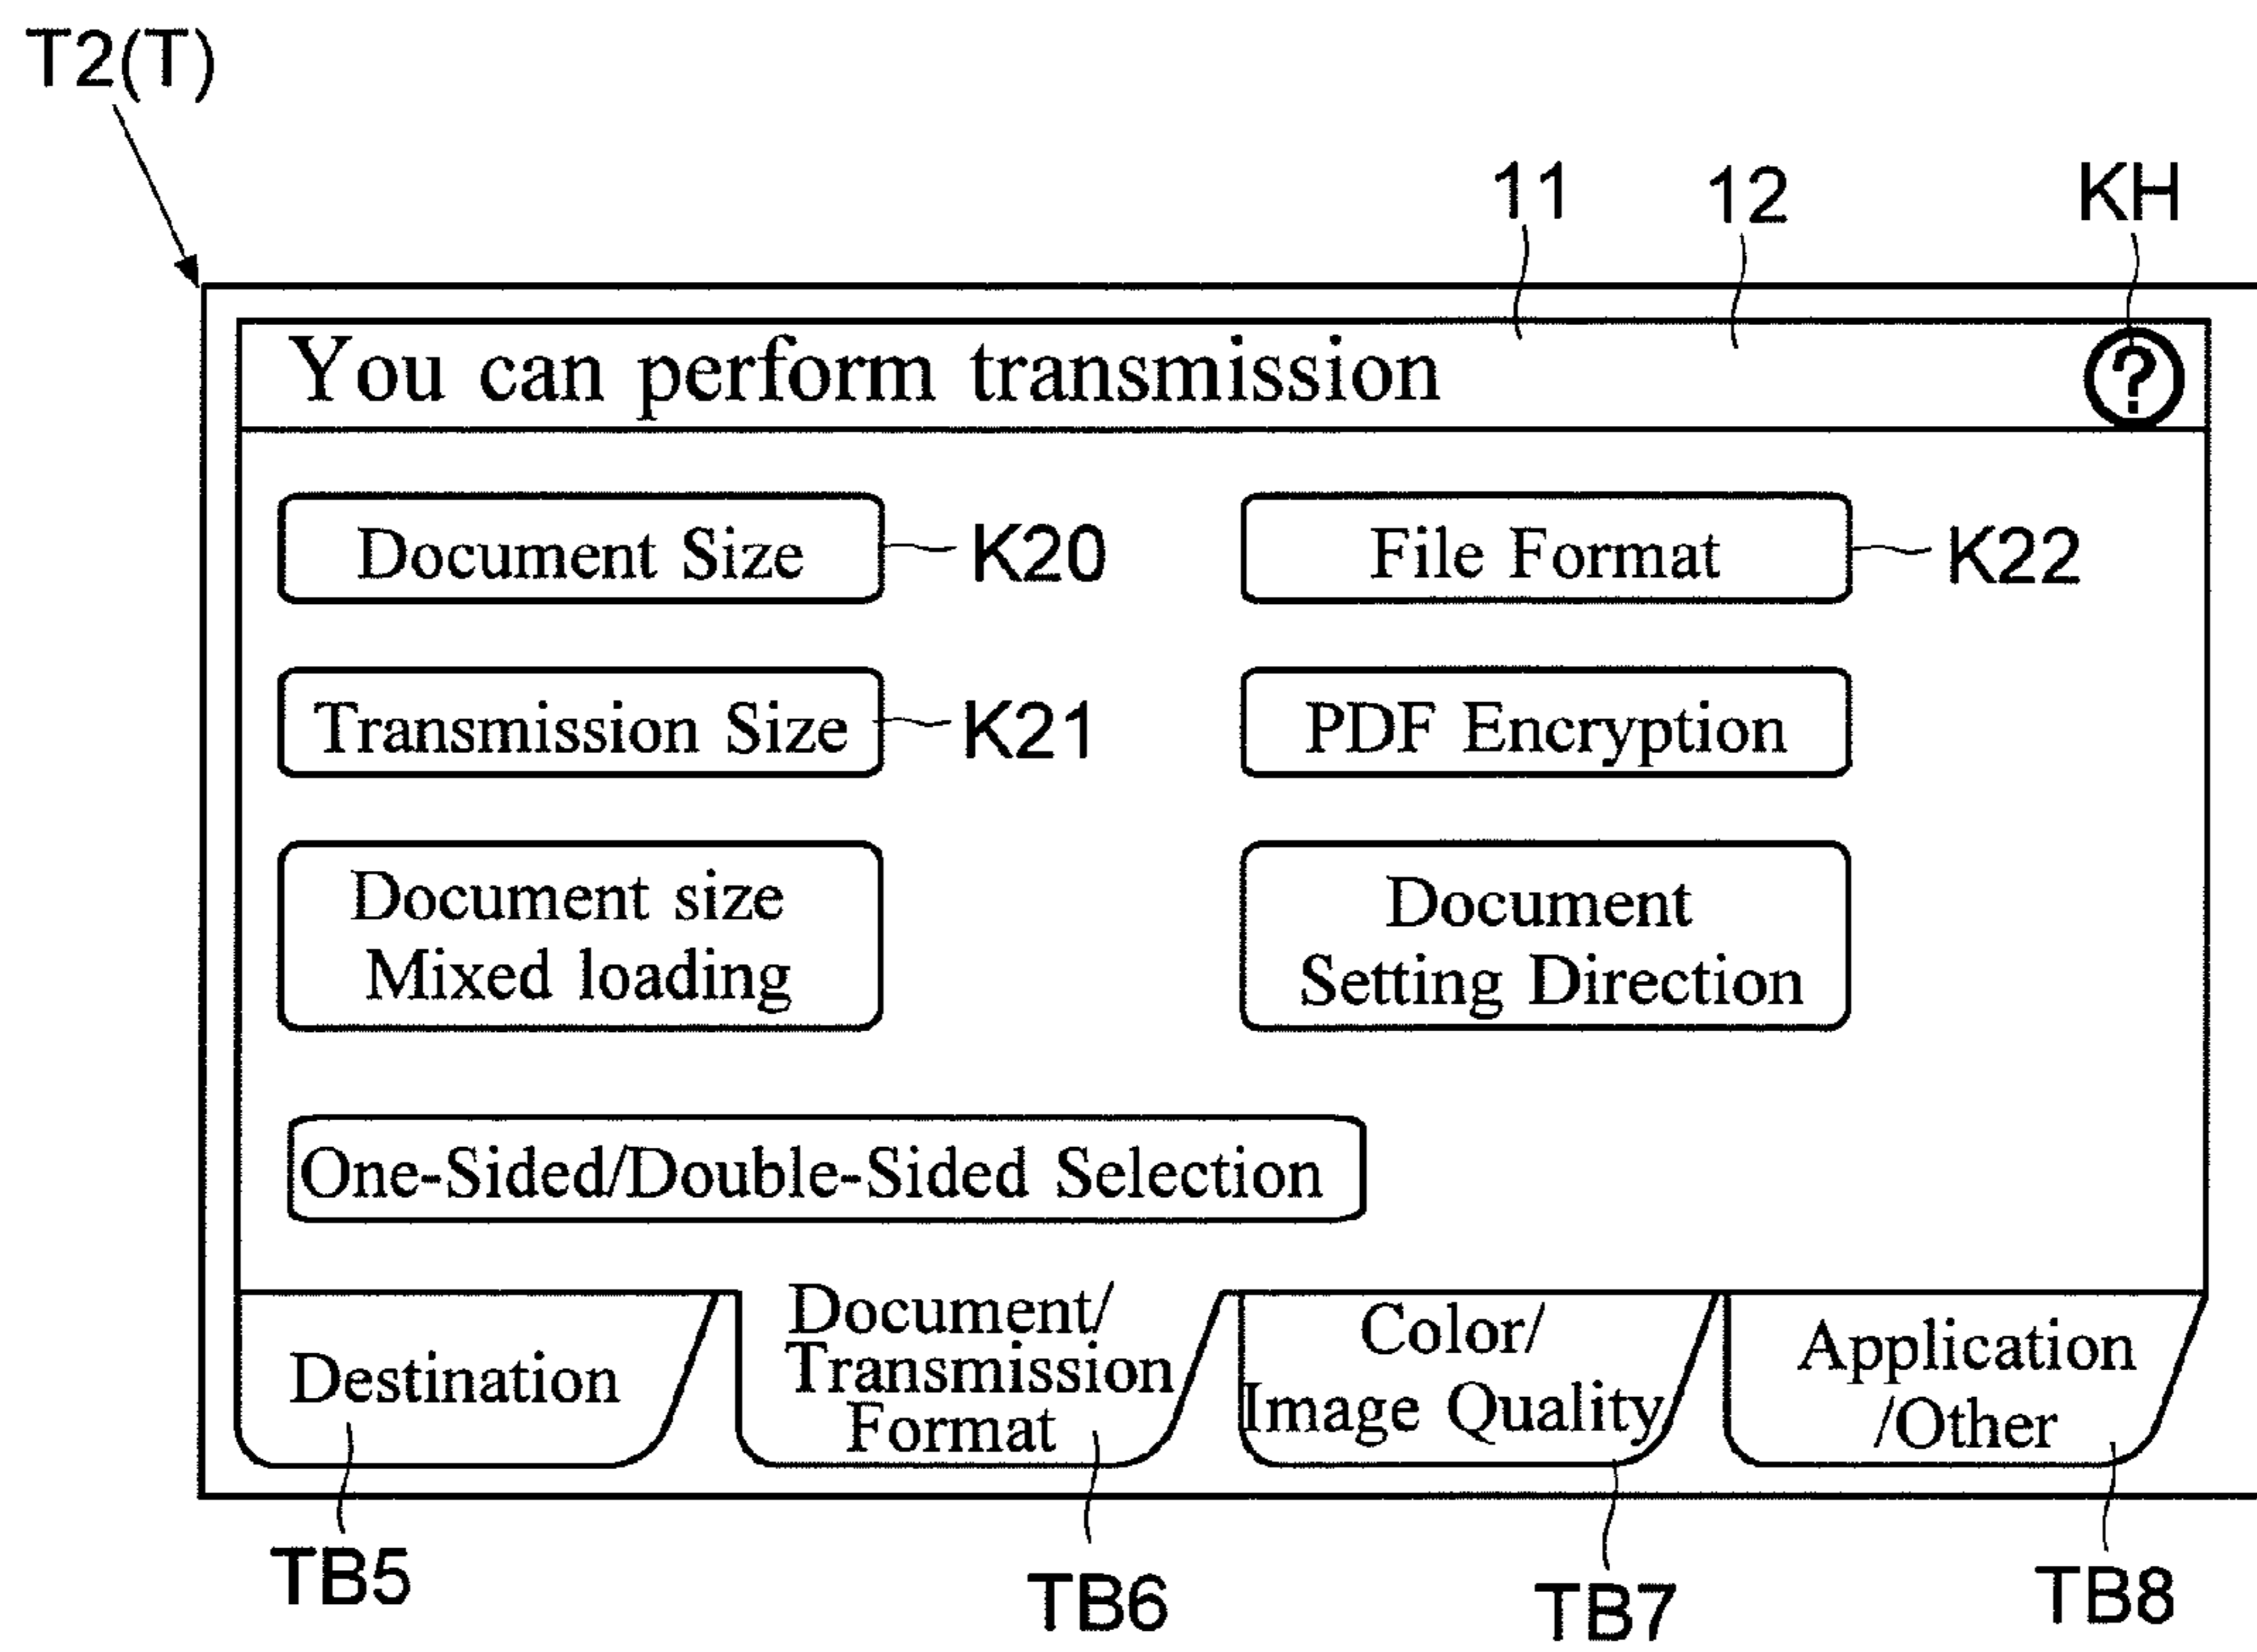 T2(T)
11 12 KH
You can perform transmission ?
Document Size K20 File Format K22
Transmission Size K21 PDF Encryption
Document size
Mixed loading
Document
Setting Direction
One-Sided/Double-Sided Selection
Destination
Document/
Transmission
Format
Color/
Image Quality
Application
/Other
TB5 TB6 TB7 TB8